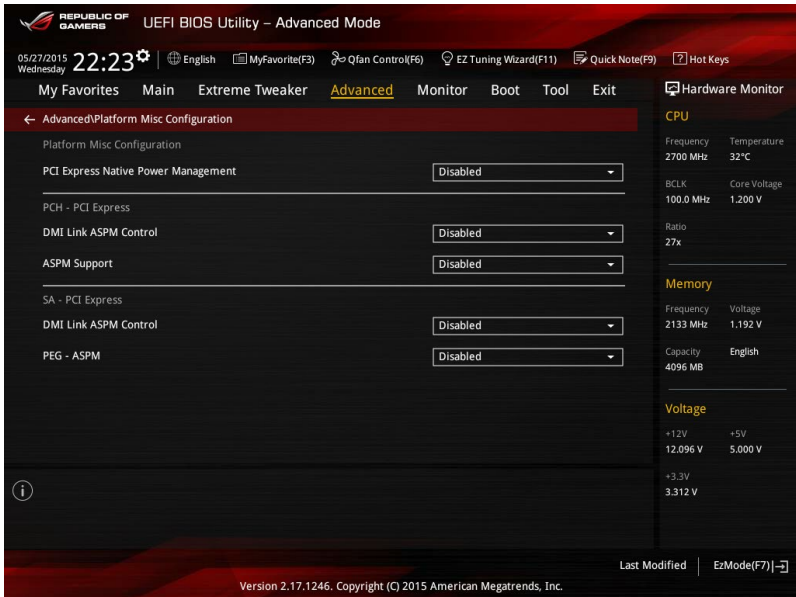 REPUBLIC OF
GAMERS
UEFI BIOS Utility – Advanced Mode
05/27/2015
Wednesday
22:23
English
MyFavorite(F3)
Qfan Control(F6)
EZ Tuning Wizard(F11)
Quick Note(F9)
? Hot Keys
My Favorites Main Extreme Tweaker Advanced Monitor Boot Tool Exit
Hardware Monitor
← Advanced\Platform Misc Configuration
Platform Misc Configuration
PCI Express Native Power Management Disabled
PCH - PCI Express
DMI Link ASPM Control Disabled
ASPM Support Disabled
SA - PCI Express
DMI Link ASPM Control Disabled
PEG - ASPM Disabled
CPU
Frequency Temperature
2700 MHz 32°C
BCLK Core Voltage
100.0 MHz 1.200 V
Ratio
27x
Memory
Frequency Voltage
2133 MHz 1.192 V
Capacity English
4096 MB
Voltage
+12V +5V
12.096 V 5.000 V
+3.3V
3.312 V
i
Last Modified
EzMode(F7)
Version 2.17.1246. Copyright (C) 2015 American Megatrends, Inc.